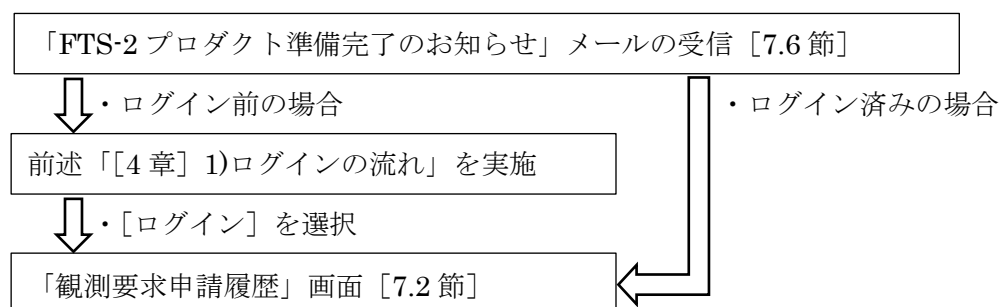 「FTS-2 プロダクト準備完了のお知らせ」メールの受信［7.6 節］
・ログイン前の場合
・ログイン済みの場合
前述「[4 章］1)ログインの流れ」を実施
・［ログイン］を選択
「観測要求申請履歴」画面［7.2 節］